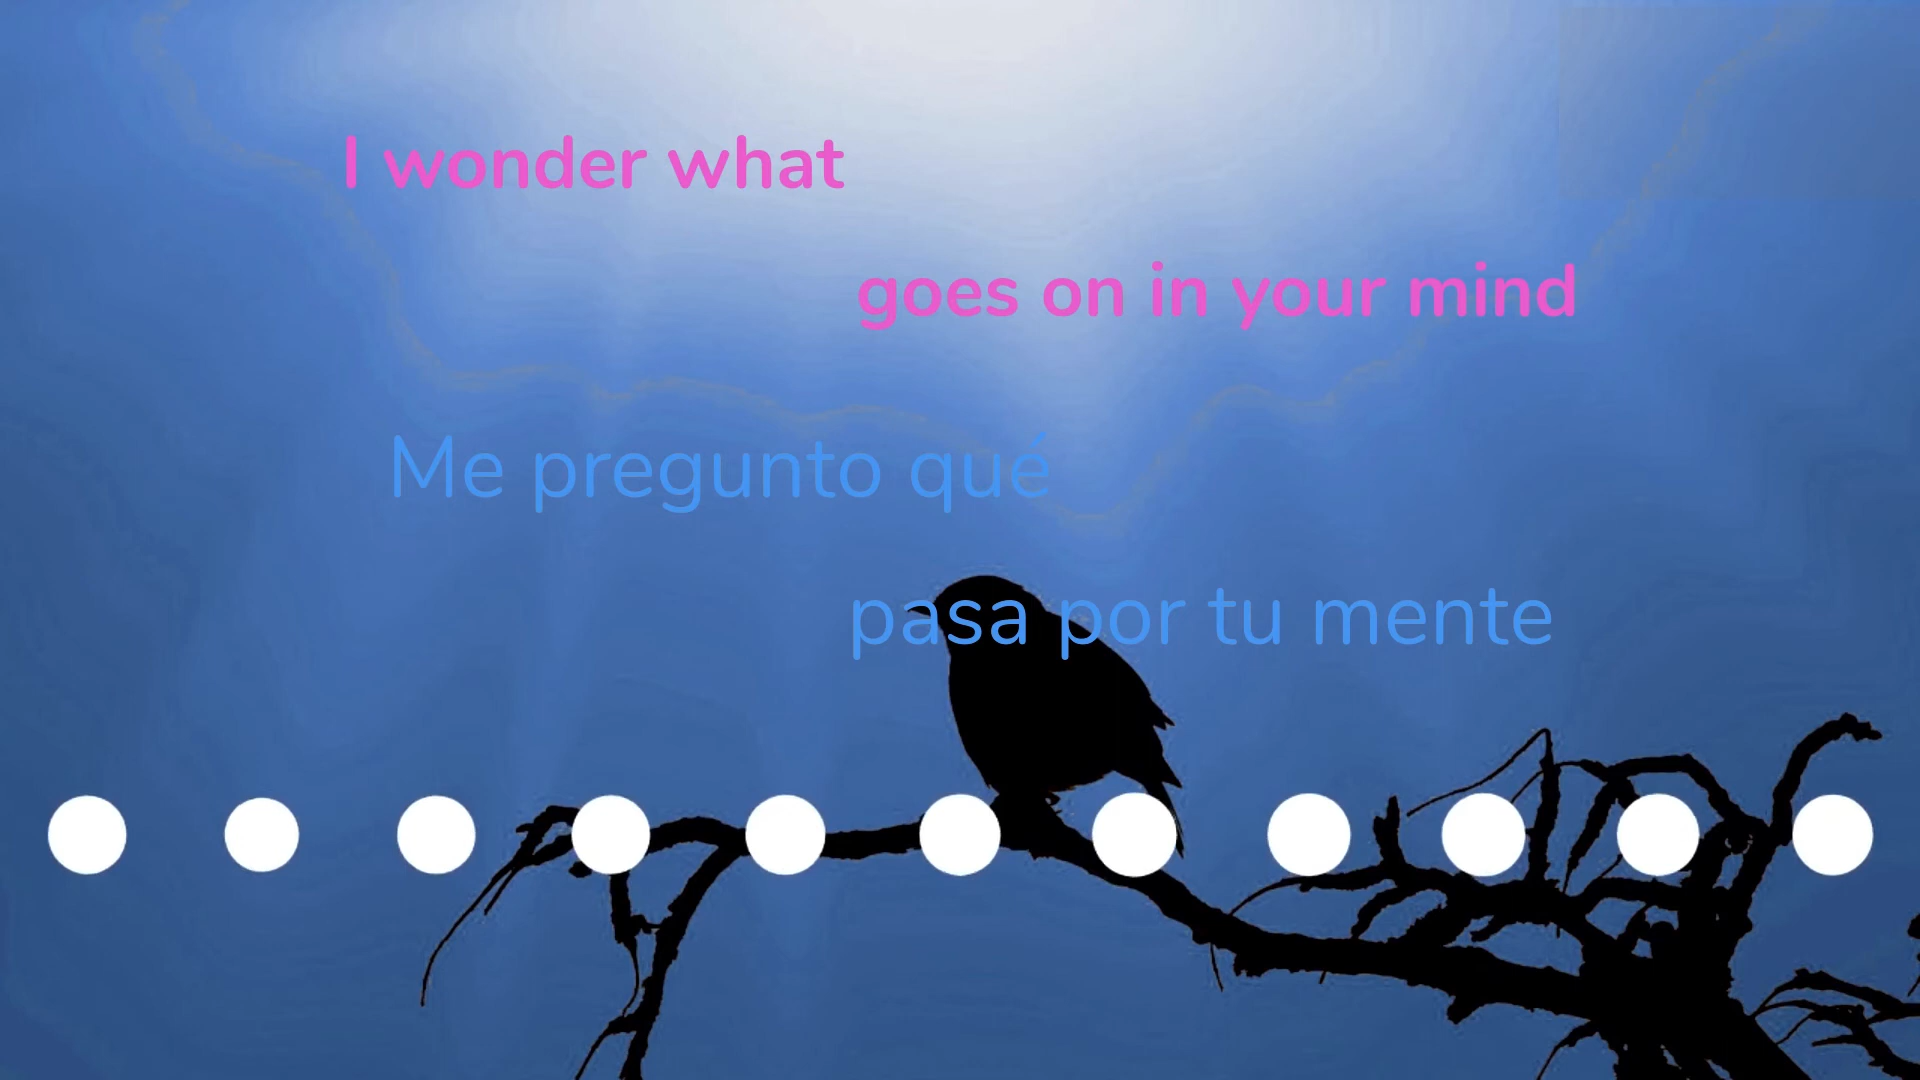 I wonder what
goes on in your mind
Me pregunto qué
pasa por tu mente